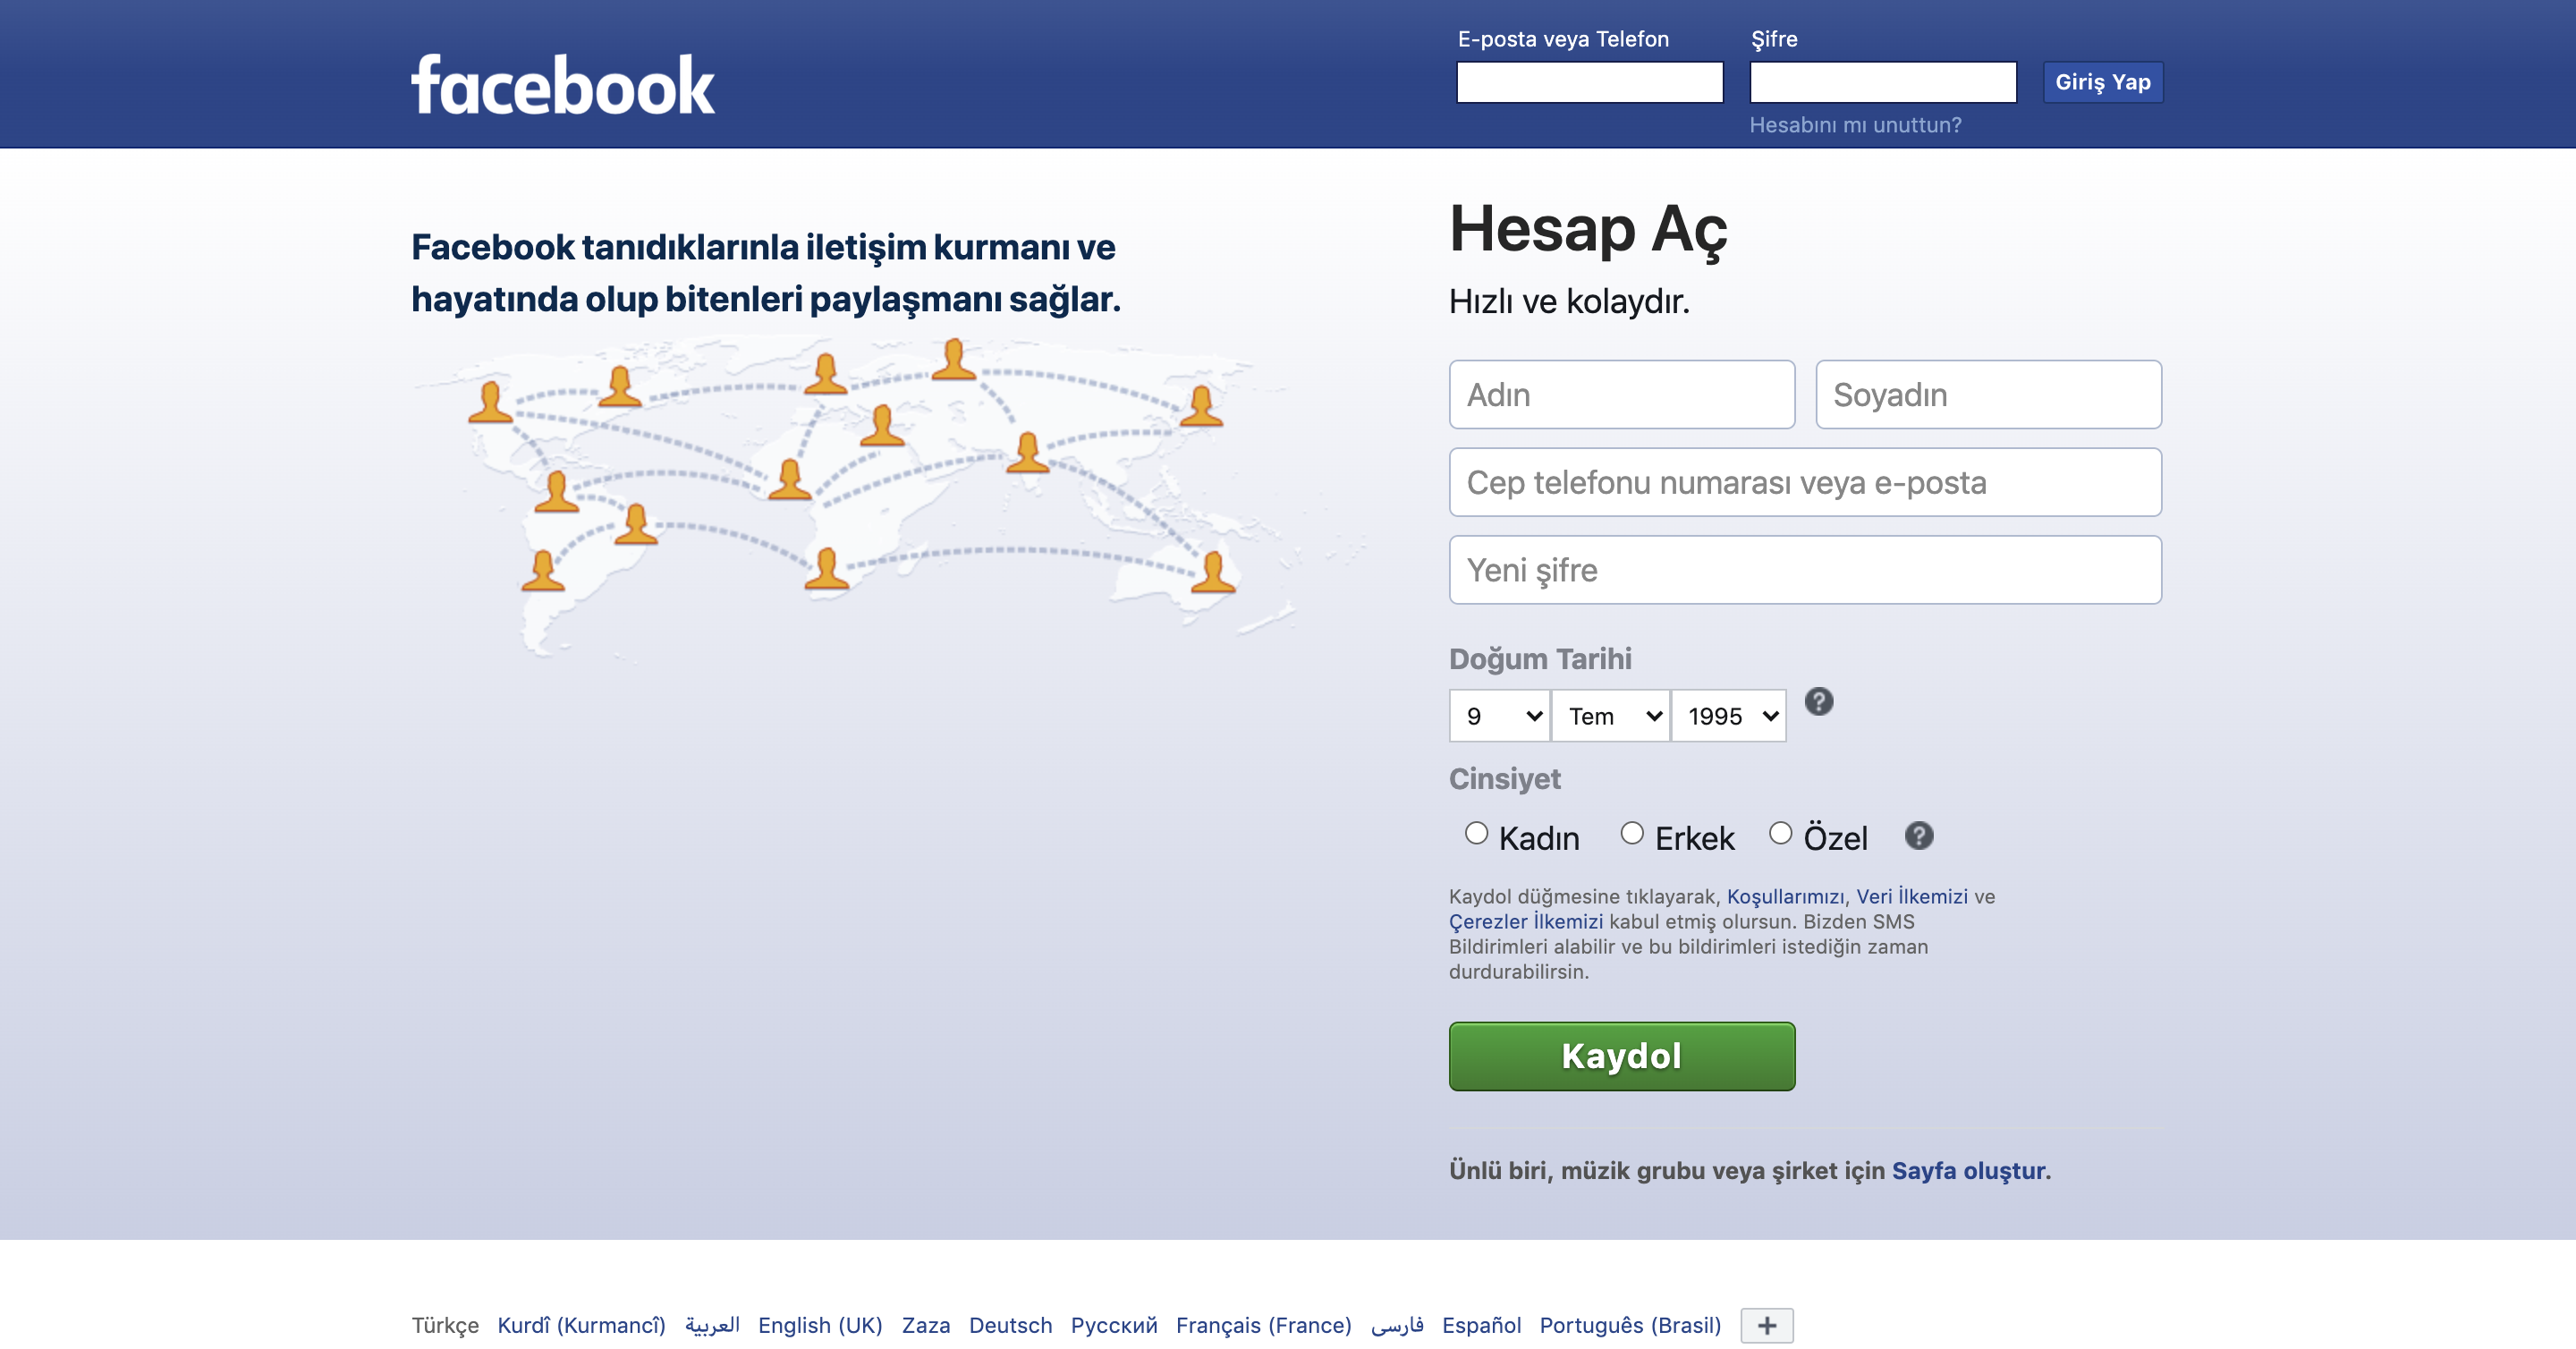 facebook
E-posta veya Telefon
Şifre
Giriş Yap
Hesabını mı unuttun?
Facebook tanıdıklarınla iletişim kurmanı ve
hayatında olup bitenleri paylaşmanı sağlar.
Hesap Aç
Hızlı ve kolaydır.
Adın
Soyadın
Cep telefonu numarası veya e-posta
Yeni şifre
Doğum Tarihi
9 Tem 1995 ?
Cinsiyet
Kadın Erkek Özel ?
Kaydol düğmesine tıklayarak, Koşullarımızı, Veri İlkemizi ve
Çerezler İlkemizi kabul etmiş olursun. Bizden SMS
Bildirimleri alabilir ve bu bildirimleri istediğin zaman
durdurabilirsin.
Kaydol
Ünlü biri, müzik grubu veya şirket için Sayfa oluştur.
Türkçe Kurdî (Kurmancî) العربية English (UK) Zaza Deutsch Русский Français (France) فارسی Español Português (Brasil) +